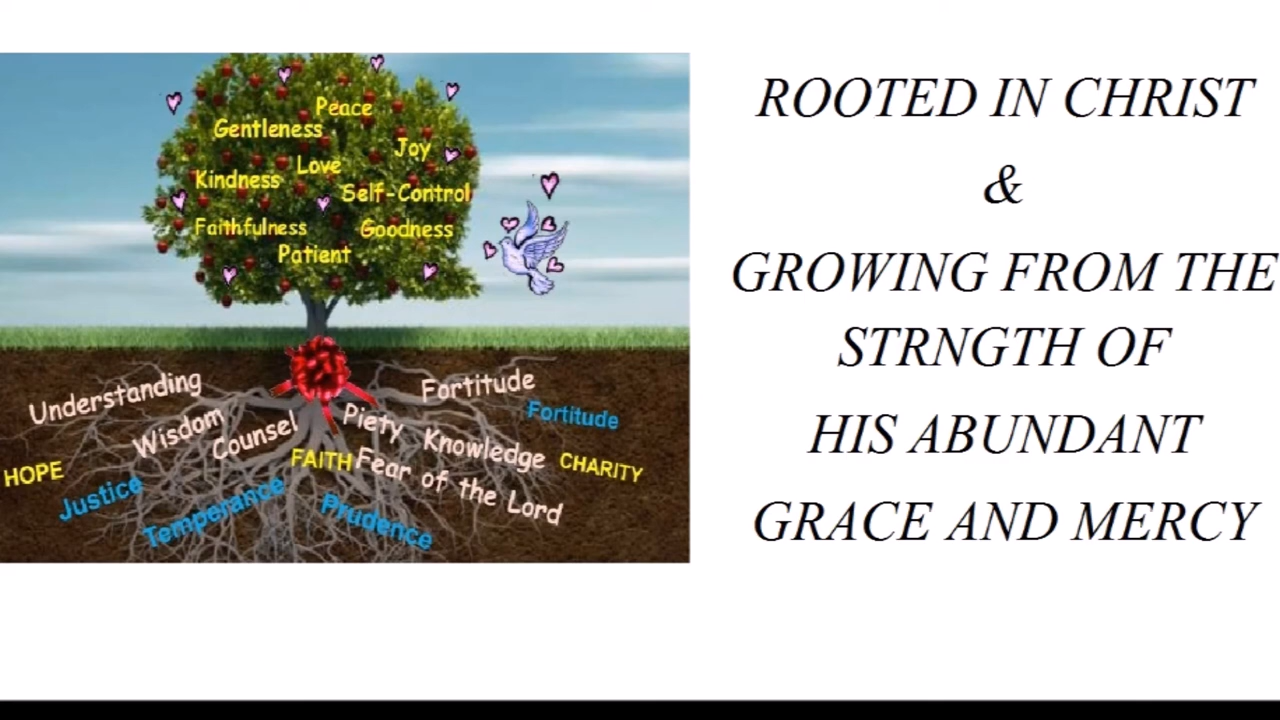 Peace
Gentleness
Joy
Love
Kindness
Self-Control
Faithfulness
Goodness
Patient
Understanding
Fortitude
Fortitude
Wisdom
Counsel
Piety
Knowledge
HOPE
FAITH
Fear of the Lord
CHARITY
Justice
Temperance
Prudence
ROOTED IN CHRIST
&
GROWING FROM THE
STRNGTH OF
HIS ABUNDANT
GRACE AND MERCY